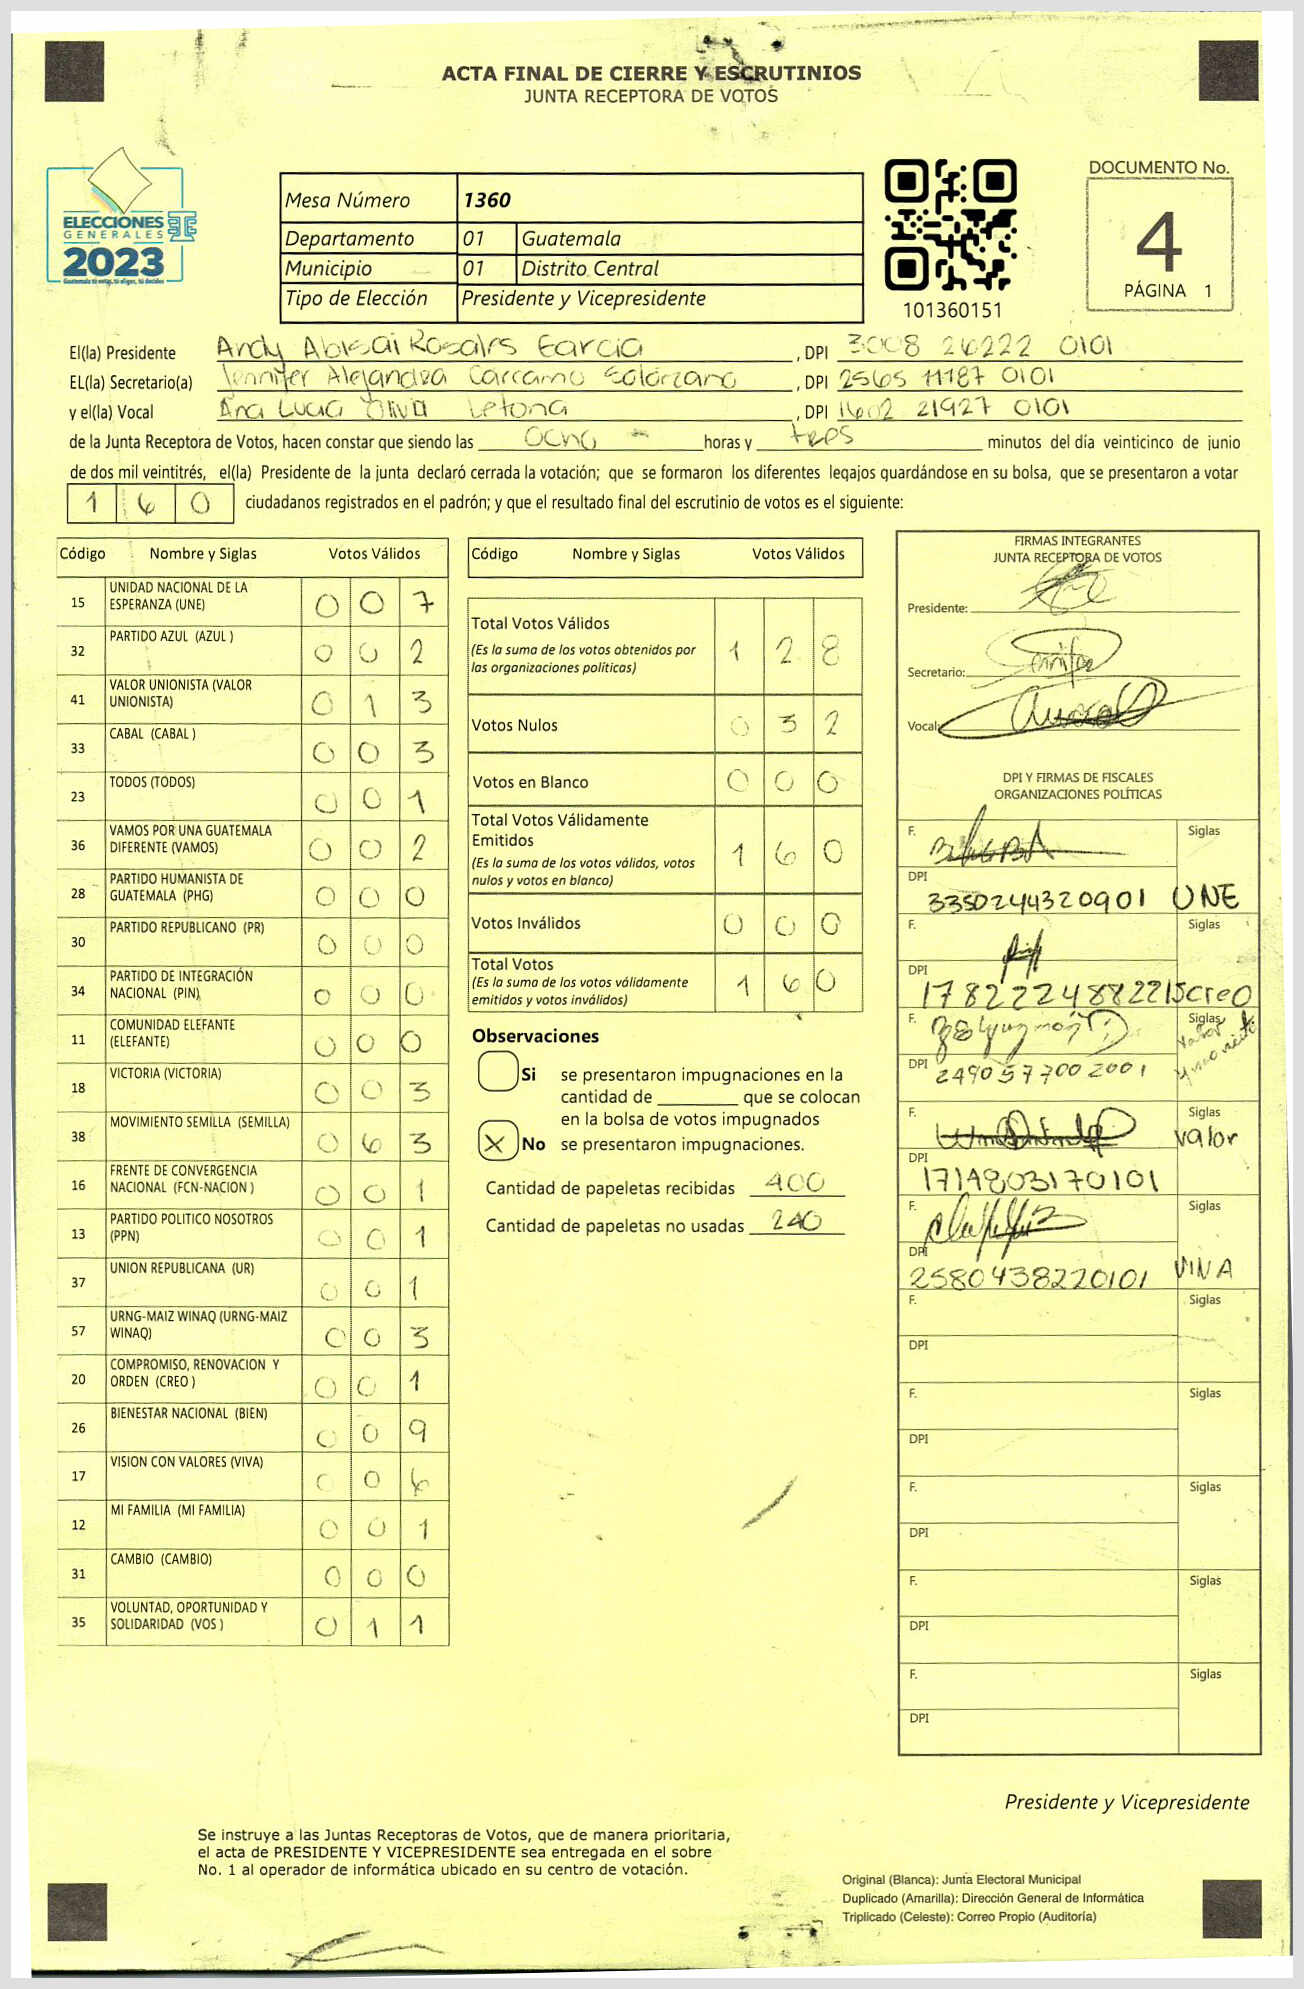 ACTA FINAL DE CIERRE Y ESCRUTINIOS
JUNTA RECEPTORA DE VOTOS
ELECCIONES
GENERALES
2023
Guatemala tú eres, tú eliges, tú decides
Mesa Número 1360
Departamento 01 Guatemala
Municipio 01 Distrito Central
Tipo de Elección Presidente y Vicepresidente
101360151
DOCUMENTO No.
4
PÁGINA 1
El(la) Presidente Andy Abisai Rosales Garcia , DPI 3008 26222 0101
EL(la) Secretario(a) Jennifer Alejandra Carcamo Solórzano , DPI 2565 11187 0101
y el(la) Vocal Ana Lucia Oliva Letona , DPI 1602 21927 0101
de la Junta Receptora de Votos, hacen constar que siendo las ocho horas y tres minutos del día veinticinco de junio
de dos mil veintitrés, el(la) Presidente de la junta declaró cerrada la votación; que se formaron los diferentes legajos guardándose en su bolsa, que se presentaron a votar
1 6 0 ciudadanos registrados en el padrón; y que el resultado final del escrutinio de votos es el siguiente:
Código Nombre y Siglas Votos Válidos
15 UNIDAD NACIONAL DE LA ESPERANZA (UNE) 0 0 7
32 PARTIDO AZUL (AZUL ) 0 0 2
41 VALOR UNIONISTA (VALOR UNIONISTA) 0 1 3
33 CABAL (CABAL ) 0 0 3
23 TODOS (TODOS) 0 0 1
36 VAMOS POR UNA GUATEMALA DIFERENTE (VAMOS) 0 0 2
28 PARTIDO HUMANISTA DE GUATEMALA (PHG) 0 0 0
30 PARTIDO REPUBLICANO (PR) 0 0 0
34 PARTIDO DE INTEGRACIÓN NACIONAL (PIN) 0 0 0
11 COMUNIDAD ELEFANTE (ELEFANTE) 0 0 0
18 VICTORIA (VICTORIA) 0 0 3
38 MOVIMIENTO SEMILLA (SEMILLA) 0 6 3
16 FRENTE DE CONVERGENCIA NACIONAL (FCN-NACION ) 0 0 1
13 PARTIDO POLITICO NOSOTROS (PPN) 0 0 1
37 UNION REPUBLICANA (UR) 0 0 1
57 URNG-MAIZ WINAQ (URNG-MAIZ WINAQ) 0 0 3
20 COMPROMISO, RENOVACION Y ORDEN (CREO ) 0 0 1
26 BIENESTAR NACIONAL (BIEN) 0 0 9
17 VISION CON VALORES (VIVA) 0 0 6
12 MI FAMILIA (MI FAMILIA) 0 0 1
31 CAMBIO (CAMBIO) 0 0 0
35 VOLUNTAD, OPORTUNIDAD Y SOLIDARIDAD (VOS ) 0 1 1
Código Nombre y Siglas Votos Válidos
Total Votos Válidos 1 2 8
(Es la suma de los votos obtenidos por
las organizaciones políticas)
Votos Nulos 0 3 2
Votos en Blanco 0 0 0
Total Votos Válidamente
Emitidos 1 6 0
(Es la suma de los votos válidos, votos
nulos y votos en blanco)
Votos Inválidos 0 0 0
Total Votos 1 6 0
(Es la suma de los votos válidamente
emitidos y votos inválidos)
Observaciones
Si se presentaron impugnaciones en la
cantidad de ________ que se colocan
en la bolsa de votos impugnados
X No se presentaron impugnaciones.
Cantidad de papeletas recibidas 400
Cantidad de papeletas no usadas 240
FIRMAS INTEGRANTES
JUNTA RECEPTORA DE VOTOS
Presidente:
Secretario:
Vocal:
DPI Y FIRMAS DE FISCALES
ORGANIZACIONES POLÍTICAS
F. Siglas
DPI 3350244320901 UNE
F. Siglas
DPI 1782224882215 Creo
F. Siglas
DPI 2490577002001
F. Siglas
Valor
DPI 1714803170101
F. Siglas
DPI 2580438220101 VIVA
F. Siglas
DPI
F. Siglas
DPI
F. Siglas
DPI
F. Siglas
DPI
F. Siglas
DPI
Presidente y Vicepresidente
Se instruye a las Juntas Receptoras de Votos, que de manera prioritaria,
el acta de PRESIDENTE Y VICEPRESIDENTE sea entregada en el sobre
No. 1 al operador de informática ubicado en su centro de votación.
Original (Blanca): Junta Electoral Municipal
Duplicado (Amarilla): Dirección General de Informática
Triplicado (Celeste): Correo Propio (Auditoría)